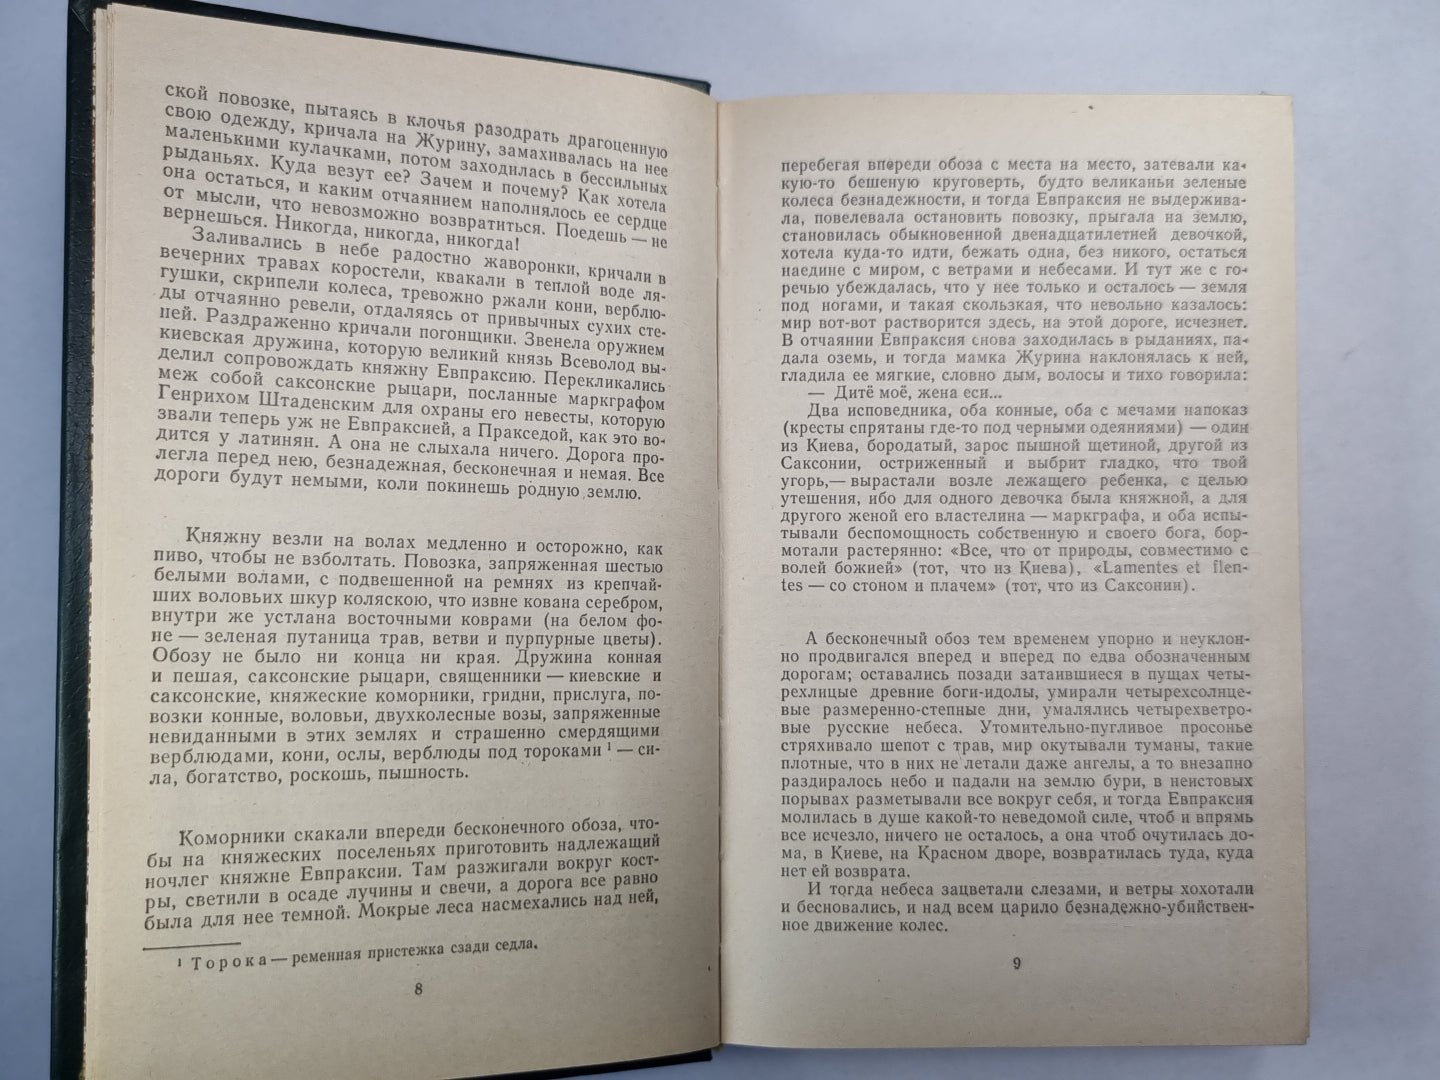 ской повозке, пытаясь в клочья разодрать драгоценную
свою одежду, кричала на Журину, замахивалась на нее
маленькими кулачками, потом заходилась в бессильных
рыданьях. Куда везут ее? Зачем и почему? Как хотела
она остаться, и каким отчаянием наполнялось ее сердце
от мысли, что невозможно возвратиться. Поедешь — не
вернешься. Никогда, никогда, никогда!
Заливались в небе радостно жаворонки, кричали в
вечерних травах коростели, квакали в теплой воде ля-
гушки, скрипели колеса, тревожно ржали кони, верблю-
ды отчаянно ревели, отдаляясь от привычных сухих сте-
пей. Раздраженно кричали погонщики. Звенела оружием
киевская дружина, которую великий князь Всеволод вы-
делил сопровождать княжну Евпраксию. Перекликались
меж собой саксонские рыцари, посланные маркграфом
Генрихом Штаденским для охраны его невесты, которую
звали теперь уж не Евпраксией, а Пракседой, как это во-
дится у латинян. А она не слыхала ничего. Дорога про-
легла перед нею, безнадежная, бесконечная и немая. Все
дороги будут немыми, коли покинешь родную землю.
Княжну везли на волах медленно и осторожно, как
пиво, чтобы не взболтать. Повозка, запряженная шестью
белыми волами, с подвешенной на ремнях из крепчай-
ших воловьих шкур коляскою, что извне кована серебром,
внутри же устлана восточными коврами (на белом фо-
не — зеленая путаница трав, ветви и пурпурные цветы).
Обозу не было ни конца ни края. Дружина конная
и пешая, саксонские рыцари, священники — киевские и
саксонские, княжеские коморники, гридни, прислуга, по-
возки конные, воловьи, двухколесные возы, запряженные
невиданными в этих землях и страшенно смердящими
верблюдами, кони, ослы, верблюды под тороками ¹ — си-
ла, богатство, роскошь, пышность.
Коморники скакали впереди бесконечного обоза, что-
бы на княжеских поселеньях приготовить надлежащий
ночлег княжне Евпраксии. Там разжигали вокруг кост-
ры, светили в осаде лучины и свечи, а дорога все равно
была для нее темной. Мокрые леса насмехались над ней,
¹ Торока — ременная пристежка сзади седла.
8
перебегая впереди обоза с места на место, затевали ка-
кую-то бешеную круговерть, будто великаньи зеленые
колеса безнадежности, и тогда Евпраксия не выдержива-
ла, повелевала остановить повозку, прыгала на землю,
становилась обыкновенной двенадцатилетней девочкой,
хотела куда-то идти, бежать одна, без никого, остаться
наедине с миром, с ветрами и небесами. И тут же с го-
речью убеждалась, что у нее только и осталось — земля
под ногами, и такая скользкая, что невольно казалось:
мир вот-вот растворится здесь, на этой дороге, исчезнет.
В отчаянии Евпраксия снова заходилась в рыданиях, па-
дала оземь, и тогда мамка Журина наклонялась к ней,
гладила ее мягкие, словно дым, волосы и тихо говорила:
— Дитё моё, жена еси...
Два исповедника, оба конные, оба с мечами напоказ
(кресты спрятаны где-то под черными одеяниями) — один
из Киева, бородатый, зарос пышной щетиной, другой из
Саксонии, остриженный и выбрит гладко, что твой
угорь,— вырастали возле лежащего ребенка, с целью
утешения, ибо для одного девочка была княжной, а для
другого женой его властелина — маркграфа, и оба испы-
тывали беспомощность собственную и своего бога, бор-
мотали растерянно: «Все, что от природы, совместимо с
волей божией» (тот, что из Киева), «Lamentes et flen-
tes — со стоном и плачем» (тот, что из Саксонии).
А бесконечный обоз тем временем упорно и неуклон-
но продвигался вперед и вперед по едва обозначенным
дорогам; оставались позади затаившиеся в пущах четы-
рехлицые древние боги-идолы, умирали четырехсолнце-
вые размеренно-степные дни, умалялись четырехветро-
вые русские небеса. Утомительно-пугливое просонье
стряхивало шепот с трав, мир окутывали туманы, такие
плотные, что в них не летали даже ангелы, а то внезапно
раздиралось небо и падали на землю бури, в неистовых
порывах разметывали все вокруг себя, и тогда Евпраксия
молилась в душе какой-то неведомой силе, чтоб и впрямь
все исчезло, ничего не осталось, а она чтоб очутилась до-
ма, в Киеве, на Красном дворе, возвратилась туда, куда
нет ей возврата.
И тогда небеса зацветали слезами, и ветры хохотали
и бесновались, и над всем царило безнадежно-убийствен-
ное движение колес.
9